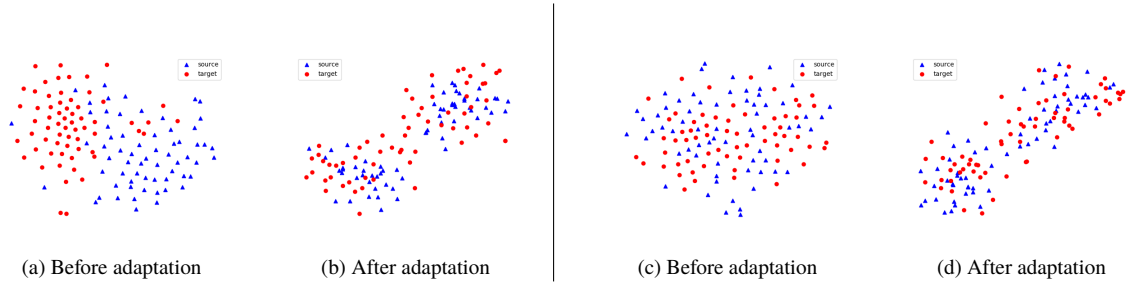 source
target
(a) Before adaptation
source
target
(b) After adaptation
source
target
(c) Before adaptation
source
target
(d) After adaptation